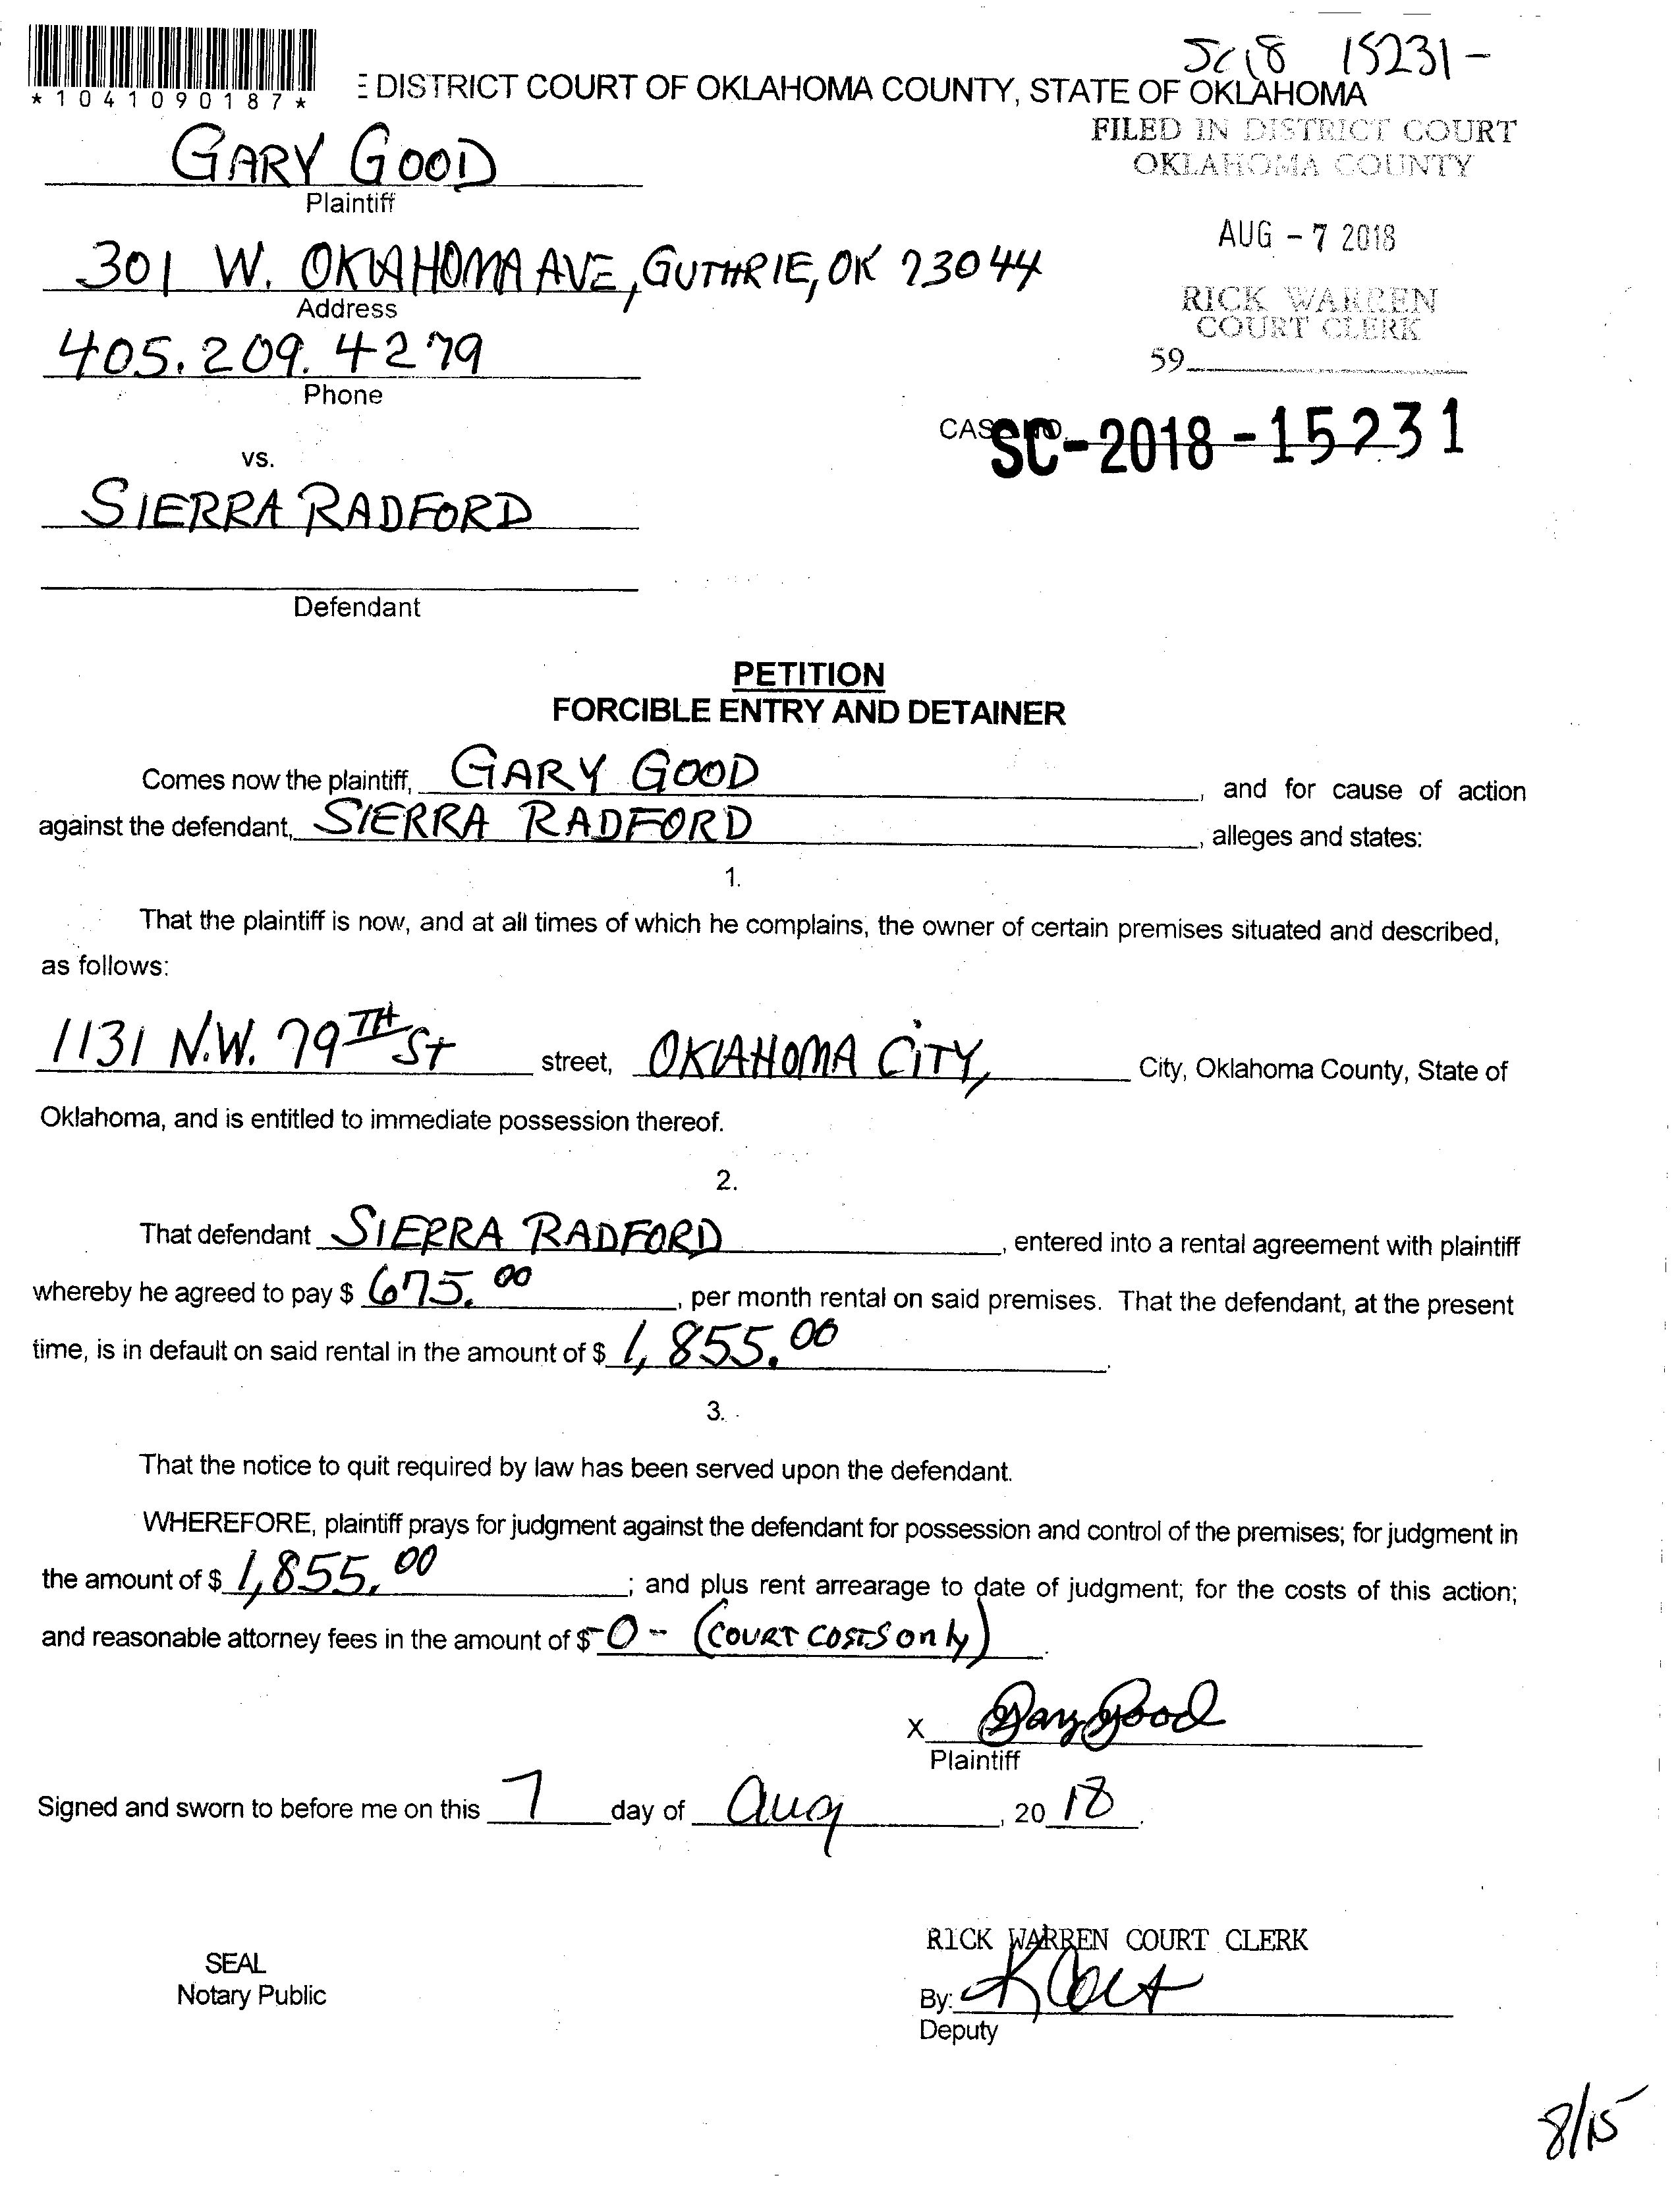 SC18 15231-
*1041090187*
E DISTRICT COURT OF OKLAHOMA COUNTY, STATE OF OKLAHOMA
FILED IN DISTRICT COURT
OKLAHOMA COUNTY
GARY GOOD
Plaintiff
AUG - 7 2018
301 W. OKLAHOMA AVE, GUTHRIE, OK 73044
Address
RICK WARREN
COURT CLERK
405.209.4279
Phone
59
CASE NO. SC-2018-15231
vs.
SIERRA RADFORD
Defendant
PETITION
FORCIBLE ENTRY AND DETAINER
Comes now the plaintiff, GARY GOOD, and for cause of action
against the defendant, SIERRA RADFORD, alleges and states:
1.
That the plaintiff is now, and at all times of which he complains, the owner of certain premises situated and described,
as follows:
1131 N.W. 79TH ST street, OKLAHOMA CITY, City, Oklahoma County, State of
Oklahoma, and is entitled to immediate possession thereof.
2.
That defendant SIERRA RADFORD, entered into a rental agreement with plaintiff
whereby he agreed to pay $ 675.00, per month rental on said premises. That the defendant, at the present
time, is in default on said rental in the amount of $ 1,855.00.
3.
That the notice to quit required by law has been served upon the defendant.
WHEREFORE, plaintiff prays for judgment against the defendant for possession and control of the premises; for judgment in
the amount of $ 1,855.00; and plus rent arrearage to date of judgment; for the costs of this action;
and reasonable attorney fees in the amount of $ -0- (COURT COSTS only).
X Gary Good
Plaintiff
Signed and sworn to before me on this 7 day of Aug, 20 18.
RICK WARREN COURT CLERK
SEAL
Notary Public
By:
Deputy
8/15